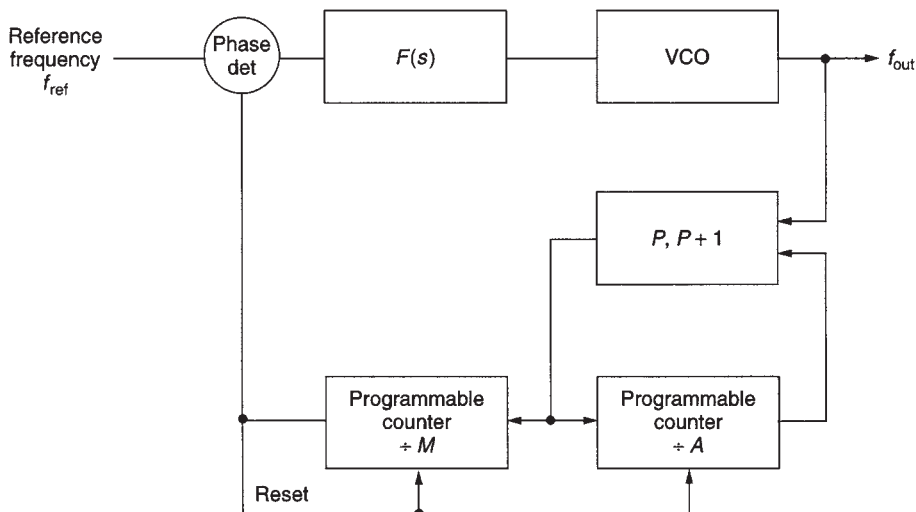 Reference
frequency
f_ref
Phase
det
F(s)
VCO
f_out
P, P + 1
Programmable
counter
÷ M
Programmable
counter
÷ A
Reset